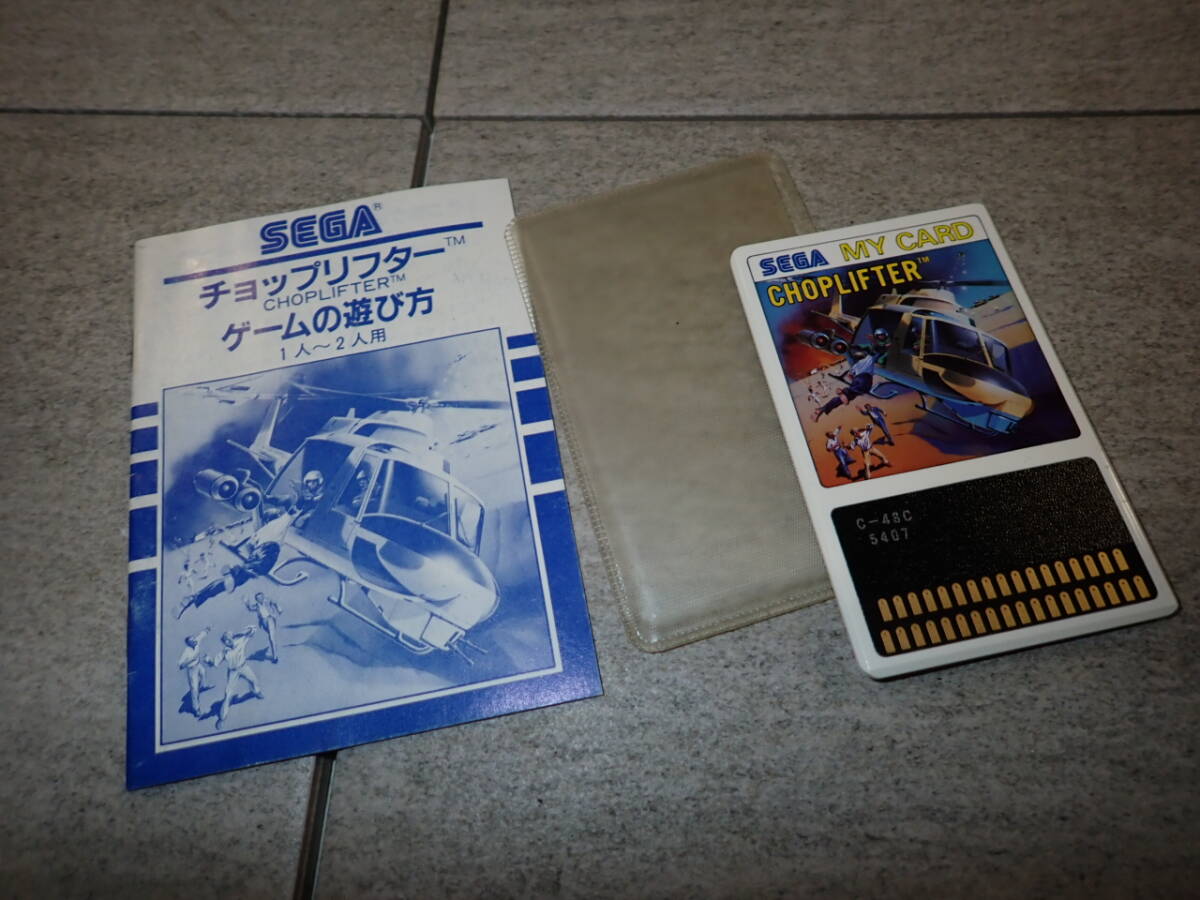 SEGA®
チョップリフター™
CHOPLIFTER™
ゲームの遊び方
1人〜2人用
SEGA MY CARD
CHOPLIFTER™
C-48C
5407